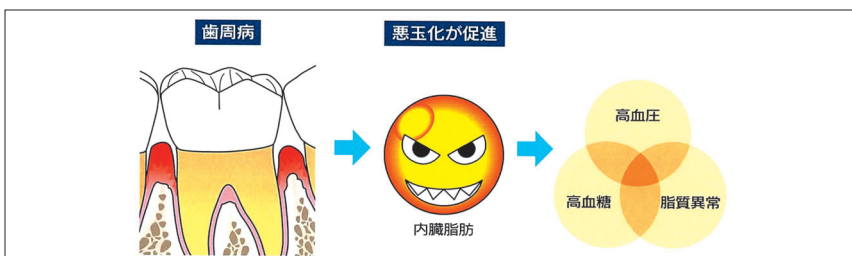 歯周病
悪玉化が促進
内臓脂肪
高血圧
高血糖
脂質異常